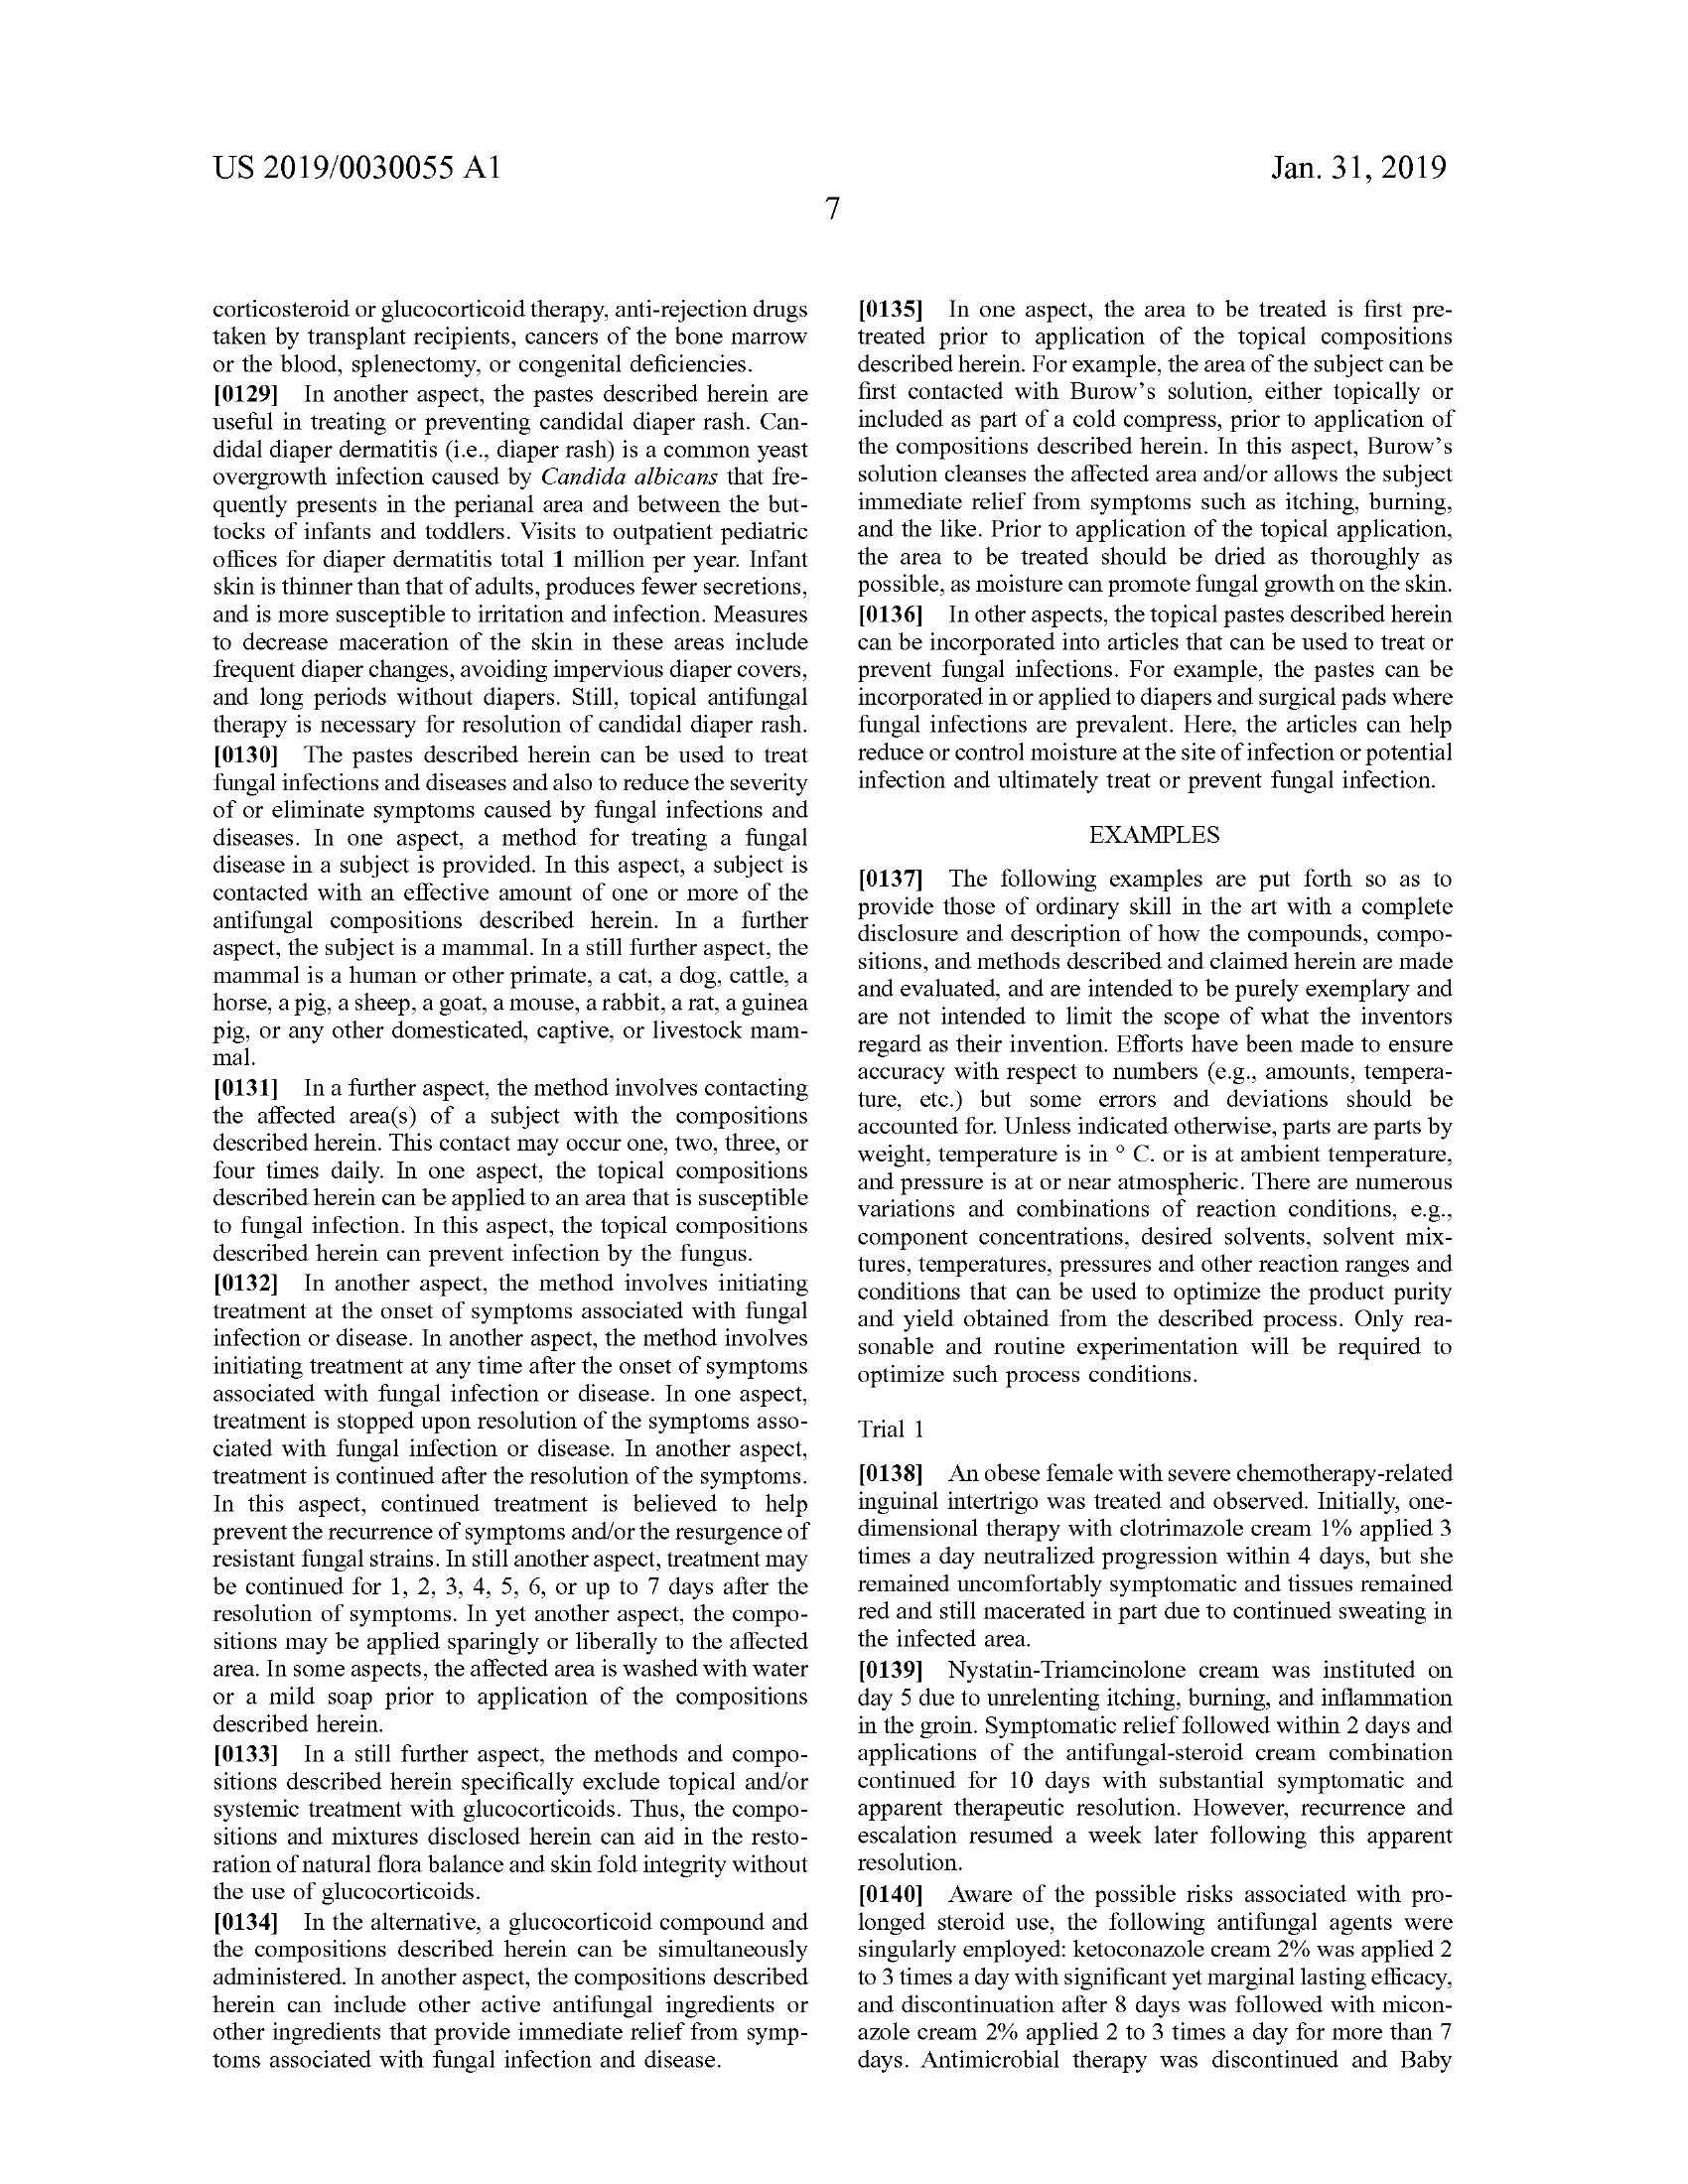 US 2019/0030055 A1
Jan. 31, 2019
7
corticosteroid or glucocorticoid therapy, anti-rejection drugs
taken by transplant recipients, cancers of the bone marrow
or the blood, splenectomy, or congenital deficiencies.
[0129] In another aspect, the pastes described herein are
useful in treating or preventing candidal diaper rash. Can-
didal diaper dermatitis (i.e., diaper rash) is a common yeast
overgrowth infection caused by Candida albicans that fre-
quently presents in the perianal area and between the but-
tocks of infants and toddlers. Visits to outpatient pediatric
offices for diaper dermatitis total 1 million per year. Infant
skin is thinner than that of adults, produces fewer secretions,
and is more susceptible to irritation and infection. Measures
to decrease maceration of the skin in these areas include
frequent diaper changes, avoiding impervious diaper covers,
and long periods without diapers. Still, topical antifungal
therapy is necessary for resolution of candidal diaper rash.
[0130] The pastes described herein can be used to treat
fungal infections and diseases and also to reduce the severity
of or eliminate symptoms caused by fungal infections and
diseases. In one aspect, a method for treating a fungal
disease in a subject is provided. In this aspect, a subject is
contacted with an effective amount of one or more of the
antifungal compositions described herein. In a further
aspect, the subject is a mammal. In a still further aspect, the
mammal is a human or other primate, a cat, a dog, cattle, a
horse, a pig, a sheep, a goat, a mouse, a rabbit, a rat, a guinea
pig, or any other domesticated, captive, or livestock mam-
mal.
[0131] In a further aspect, the method involves contacting
the affected area(s) of a subject with the compositions
described herein. This contact may occur one, two, three, or
four times daily. In one aspect, the topical compositions
described herein can be applied to an area that is susceptible
to fungal infection. In this aspect, the topical compositions
described herein can prevent infection by the fungus.
[0132] In another aspect, the method involves initiating
treatment at the onset of symptoms associated with fungal
infection or disease. In another aspect, the method involves
initiating treatment at any time after the onset of symptoms
associated with fungal infection or disease. In one aspect,
treatment is stopped upon resolution of the symptoms asso-
ciated with fungal infection or disease. In another aspect,
treatment is continued after the resolution of the symptoms.
In this aspect, continued treatment is believed to help
prevent the recurrence of symptoms and/or the resurgence of
resistant fungal strains. In still another aspect, treatment may
be continued for 1, 2, 3, 4, 5, 6, or up to 7 days after the
resolution of symptoms. In yet another aspect, the compo-
sitions may be applied sparingly or liberally to the affected
area. In some aspects, the affected area is washed with water
or a mild soap prior to application of the compositions
described herein.
[0133] In a still further aspect, the methods and compo-
sitions described herein specifically exclude topical and/or
systemic treatment with glucocorticoids. Thus, the compo-
sitions and mixtures disclosed herein can aid in the resto-
ration of natural flora balance and skin fold integrity without
the use of glucocorticoids.
[0134] In the alternative, a glucocorticoid compound and
the compositions described herein can be simultaneously
administered. In another aspect, the compositions described
herein can include other active antifungal ingredients or
other ingredients that provide immediate relief from symp-
toms associated with fungal infection and disease.
[0135] In one aspect, the area to be treated is first pre-
treated prior to application of the topical compositions
described herein. For example, the area of the subject can be
first contacted with Burow's solution, either topically or
included as part of a cold compress, prior to application of
the compositions described herein. In this aspect, Burow's
solution cleanses the affected area and/or allows the subject
immediate relief from symptoms such as itching, burning,
and the like. Prior to application of the topical application,
the area to be treated should be dried as thoroughly as
possible, as moisture can promote fungal growth on the skin.
[0136] In other aspects, the topical pastes described herein
can be incorporated into articles that can be used to treat or
prevent fungal infections. For example, the pastes can be
incorporated in or applied to diapers and surgical pads where
fungal infections are prevalent. Here, the articles can help
reduce or control moisture at the site of infection or potential
infection and ultimately treat or prevent fungal infection.
EXAMPLES
[0137] The following examples are put forth so as to
provide those of ordinary skill in the art with a complete
disclosure and description of how the compounds, compo-
sitions, and methods described and claimed herein are made
and evaluated, and are intended to be purely exemplary and
are not intended to limit the scope of what the inventors
regard as their invention. Efforts have been made to ensure
accuracy with respect to numbers (e.g., amounts, tempera-
ture, etc.) but some errors and deviations should be
accounted for. Unless indicated otherwise, parts are parts by
weight, temperature is in ° C. or is at ambient temperature,
and pressure is at or near atmospheric. There are numerous
variations and combinations of reaction conditions, e.g.,
component concentrations, desired solvents, solvent mix-
tures, temperatures, pressures and other reaction ranges and
conditions that can be used to optimize the product purity
and yield obtained from the described process. Only rea-
sonable and routine experimentation will be required to
optimize such process conditions.
Trial 1
[0138] An obese female with severe chemotherapy-related
inguinal intertrigo was treated and observed. Initially, one-
dimensional therapy with clotrimazole cream 1% applied 3
times a day neutralized progression within 4 days, but she
remained uncomfortably symptomatic and tissues remained
red and still macerated in part due to continued sweating in
the infected area.
[0139] Nystatin-Triamcinolone cream was instituted on
day 5 due to unrelenting itching, burning, and inflammation
in the groin. Symptomatic relief followed within 2 days and
applications of the antifungal-steroid cream combination
continued for 10 days with substantial symptomatic and
apparent therapeutic resolution. However, recurrence and
escalation resumed a week later following this apparent
resolution.
[0140] Aware of the possible risks associated with pro-
longed steroid use, the following antifungal agents were
singularly employed: ketoconazole cream 2% was applied 2
to 3 times a day with significant yet marginal lasting efficacy,
and discontinuation after 8 days was followed with micon-
azole cream 2% applied 2 to 3 times a day for more than 7
days. Antimicrobial therapy was discontinued and Baby